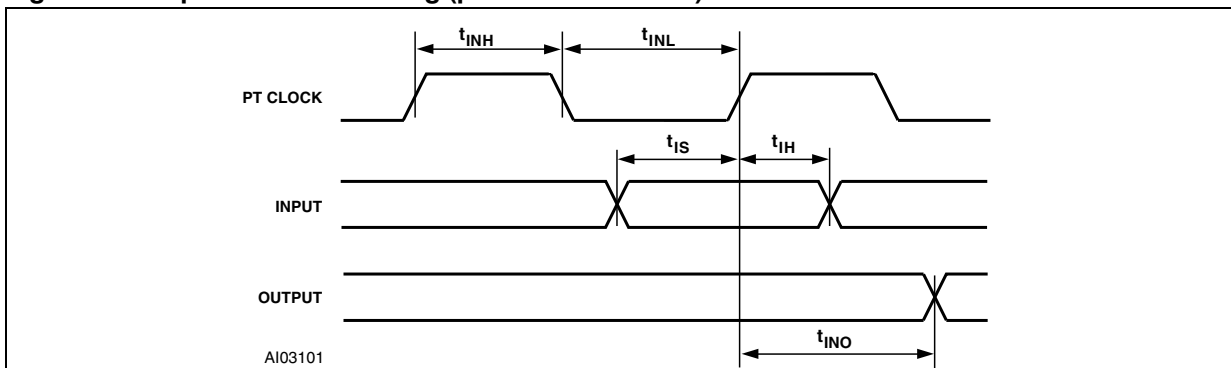 tINH tINL
PT CLOCK
tIS tIH
INPUT
OUTPUT
tINO
AI03101